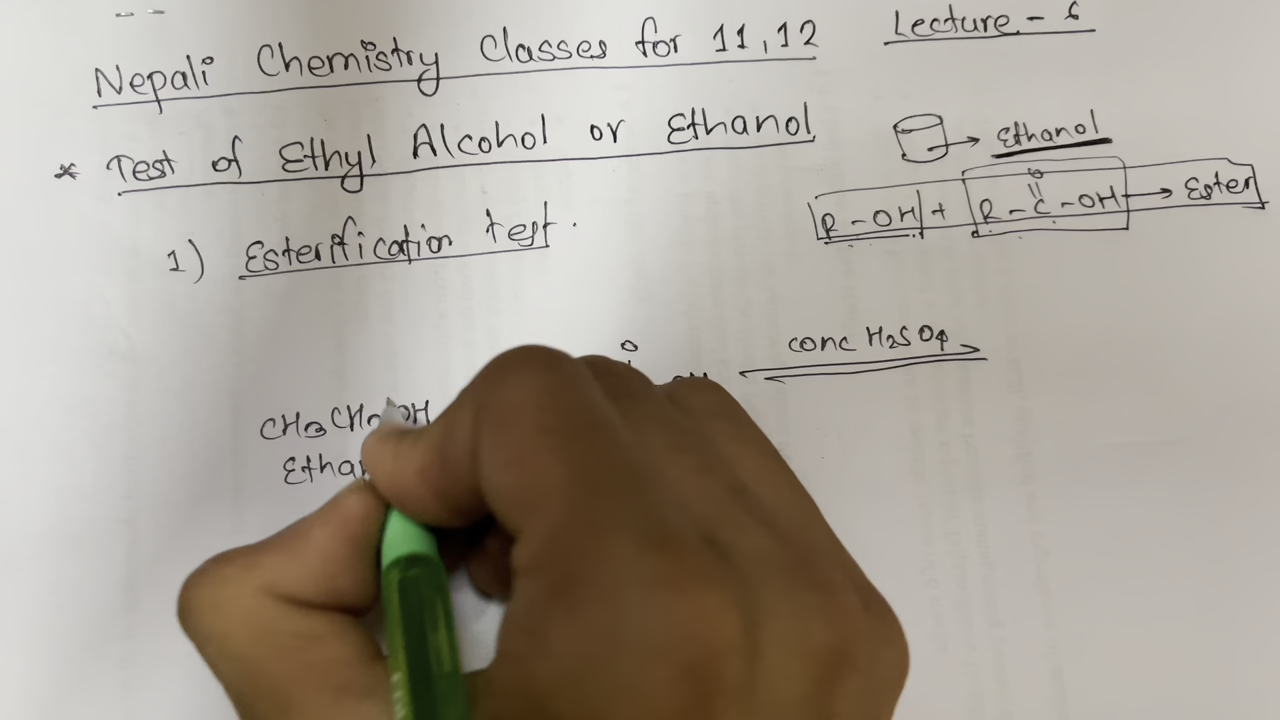 Nepali Chemistry Classes for 11,12
Lecture - 6
* Test of Ethyl Alcohol or Ethanol
→ Ethanol
R-OH + R-C-OH → Ester
O
1) Esterification test.
O
conc H2SO4
CH3CH2OH